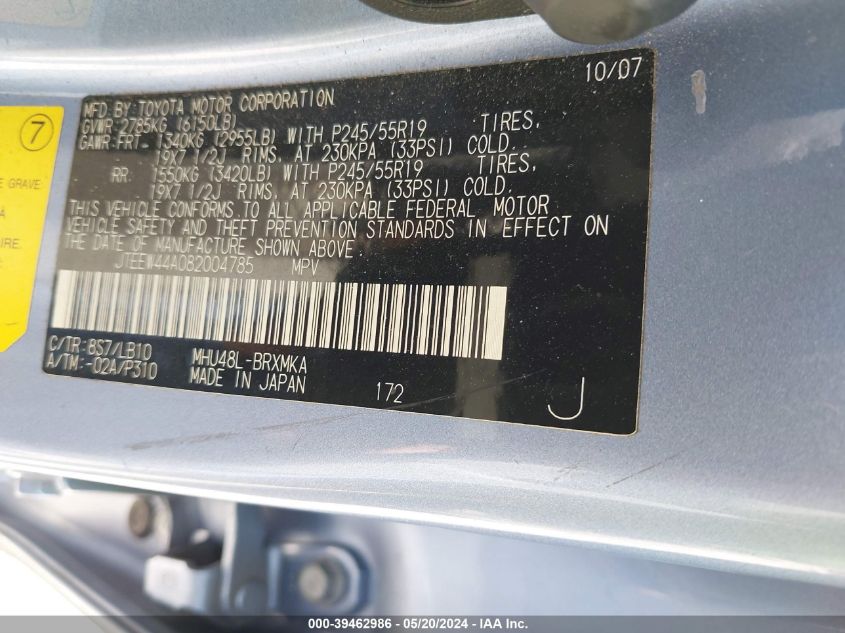 10/07
MFD BY TOYOTA MOTOR CORPORATION
GVWR 2785KG (6150LB)
GAWR: FRT- 1340KG (2955LB) WITH P245/55R19 TIRES,
19X7 1/2J RIMS, AT 230KPA (33PSI) COLD.
RR. 1550KG (3420LB) WITH P245/55R19 TIRES,
19X7 1/2J RIMS, AT 230KPA (33PSI) COLD.
THIS VEHICLE CONFORMS TO ALL APPLICABLE FEDERAL MOTOR
VEHICLE SAFETY AND THEFT PREVENTION STANDARDS IN EFFECT ON
THE DATE OF MANUFACTURE SHOWN ABOVE.
JTEEW44A082004785 MPV
C/TR: 8S7/LB10 MHU48L-BRXMKA
A/TM: -02A/P310 MADE IN JAPAN
172
J
7
E GRAVE
A
IRE.
000-39462986 - 05/20/2024 - IAA Inc.